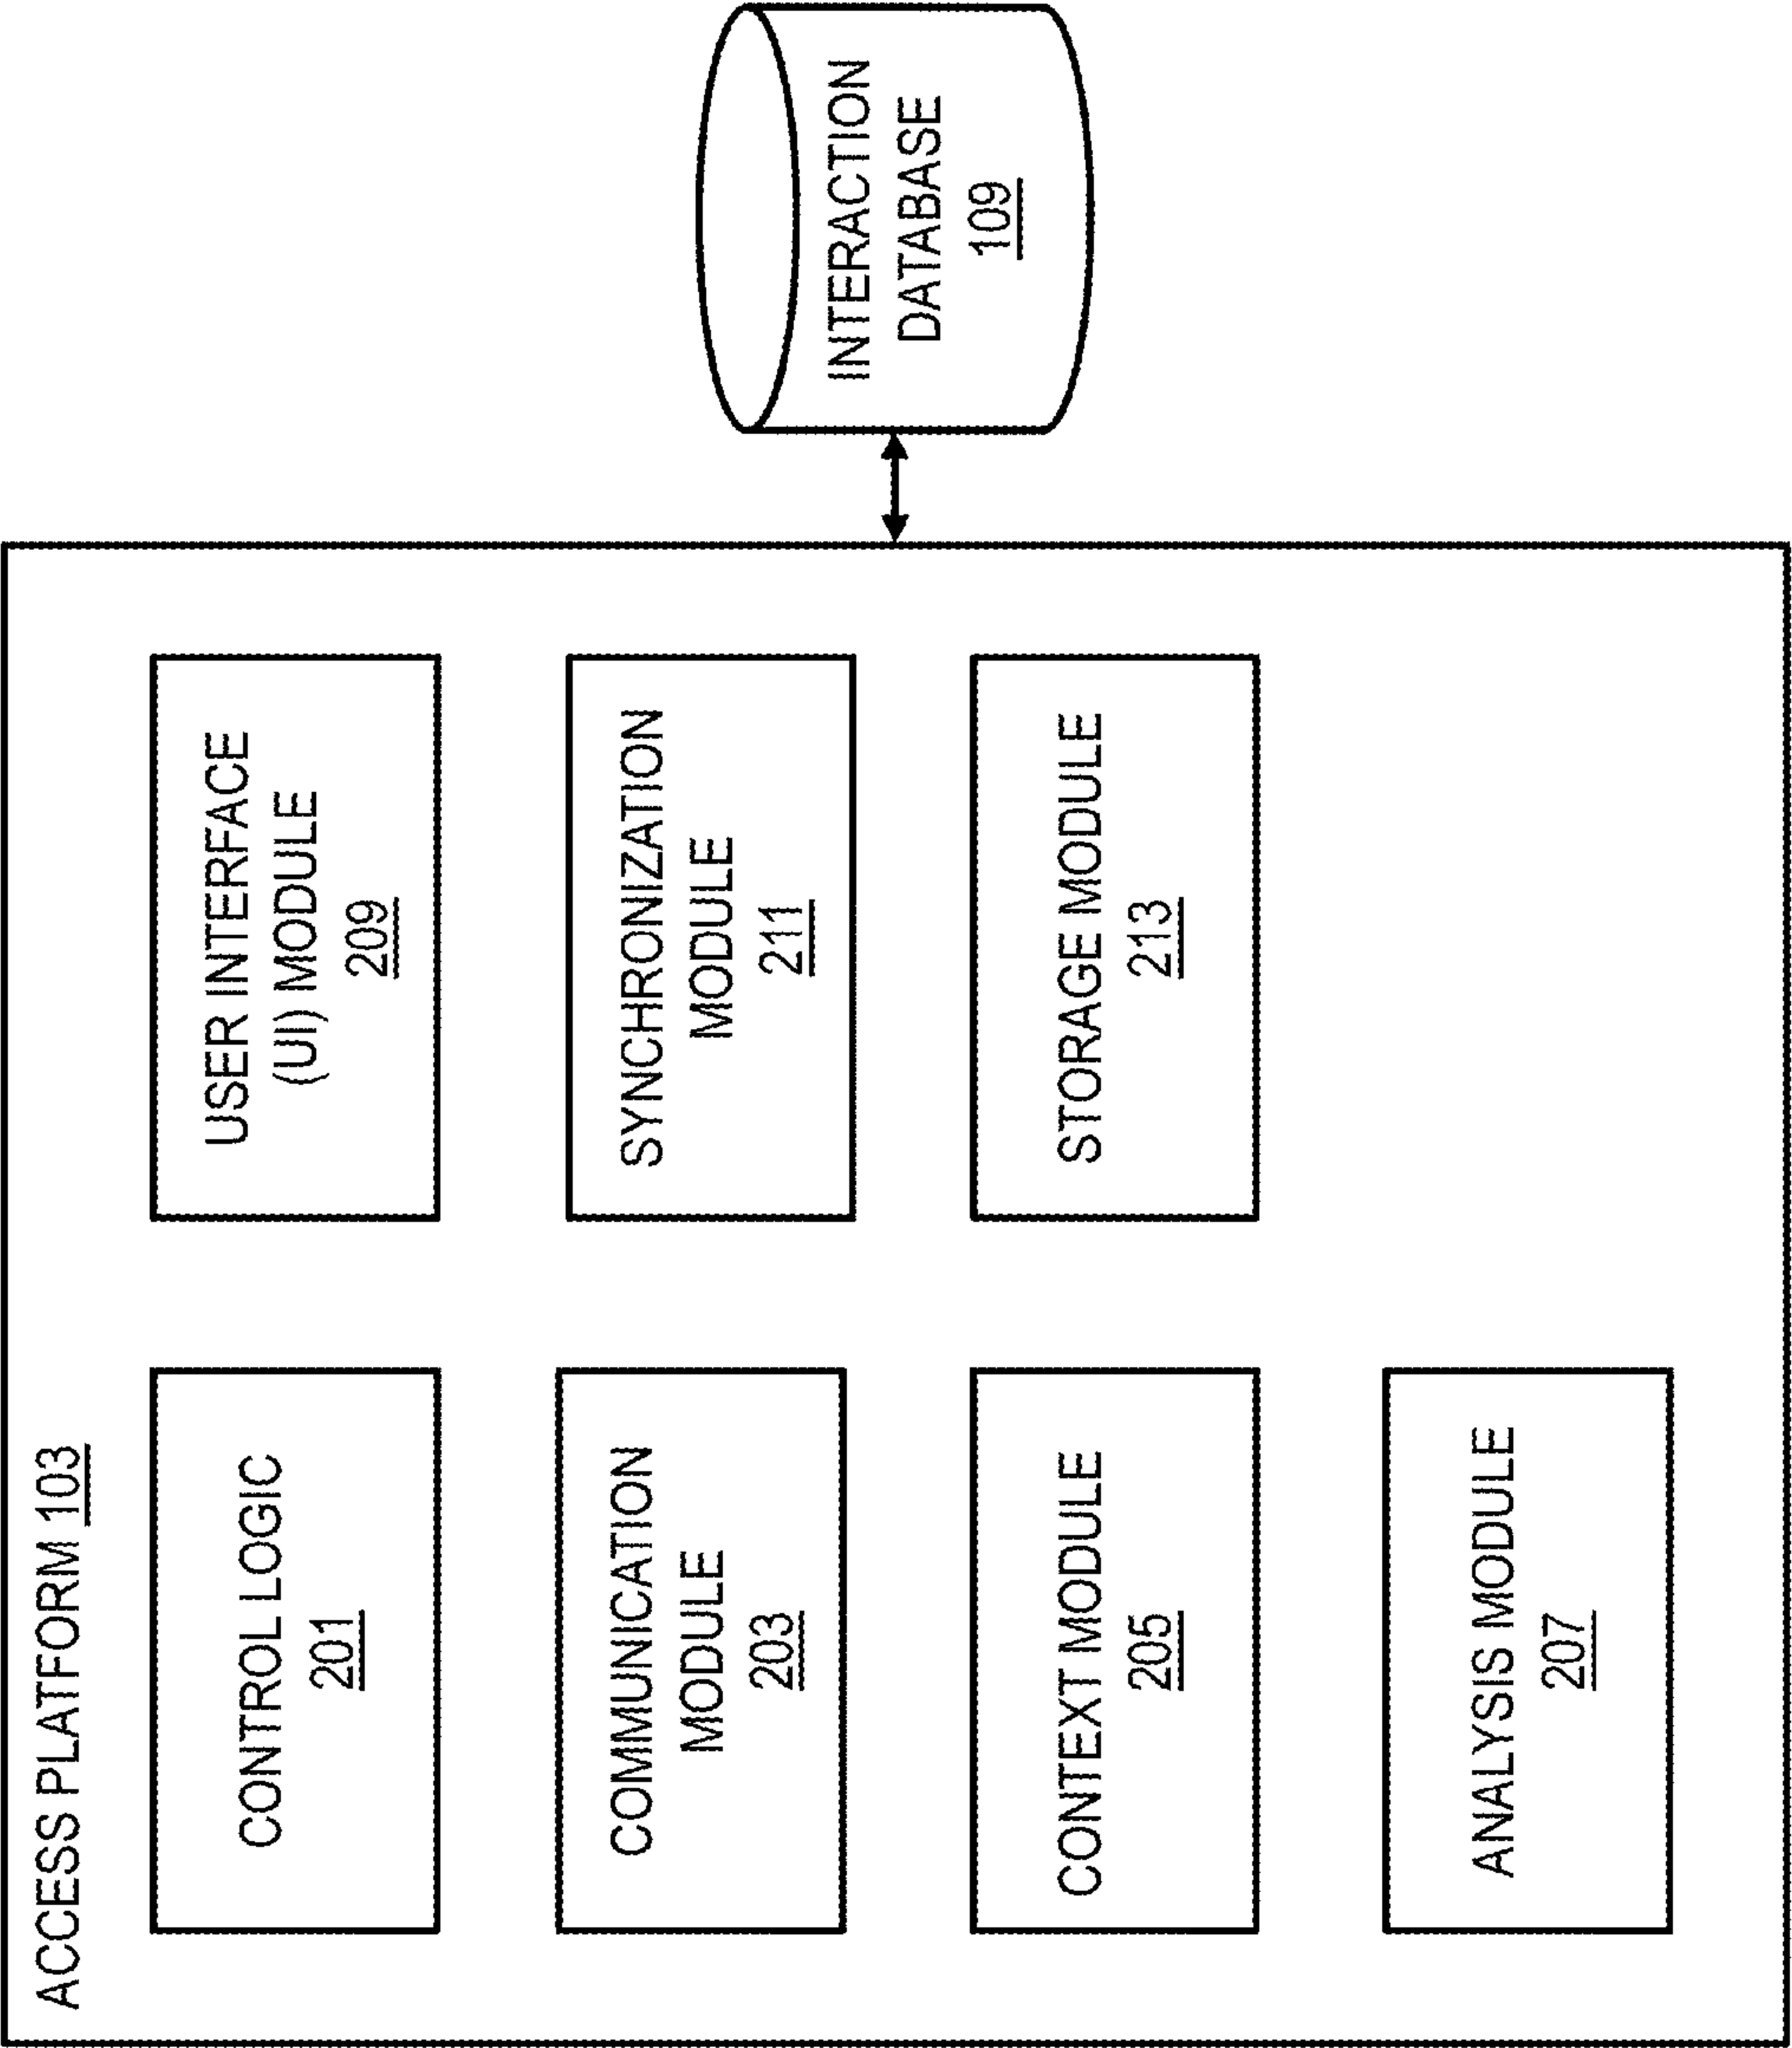 ACCESS PLATFORM 103
CONTROL LOGIC
201
COMMUNICATION
MODULE
203
CONTEXT MODULE
205
ANALYSIS MODULE
207
USER INTERFACE
(UI) MODULE
209
SYNCHRONIZATION
MODULE
211
STORAGE MODULE
213
INTERACTION
DATABASE
109